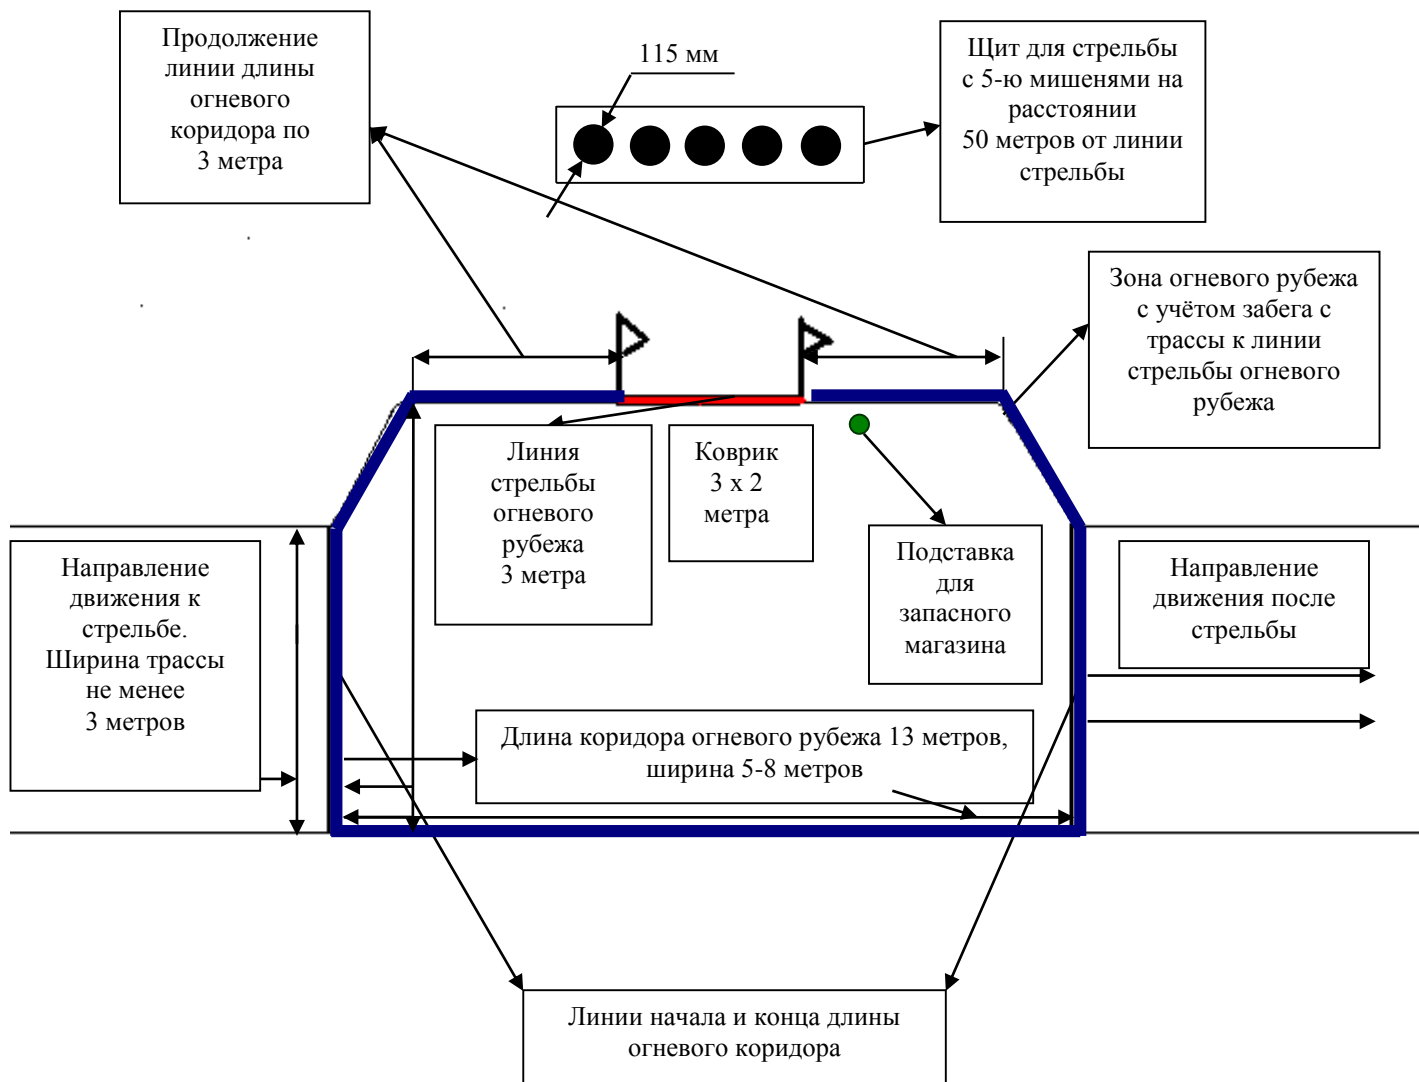 Продолжение
линии длины
огневого
коридора по
3 метра
115 мм
Щит для стрельбы
с 5-ю мишенями на
расстоянии
50 метров от линии
стрельбы
Зона огневого рубежа
с учётом забега с
трассы к линии
стрельбы огневого
рубежа
Линия
стрельбы
огневого
рубежа
3 метра
Коврик
3 х 2
метра
Подставка
для
запасного
магазина
Направление
движения к
стрельбе.
Ширина трассы
не менее
3 метров
Направление
движения после
стрельбы
Длина коридора огневого рубежа 13 метров,
ширина 5-8 метров
Линии начала и конца длины
огневого коридора